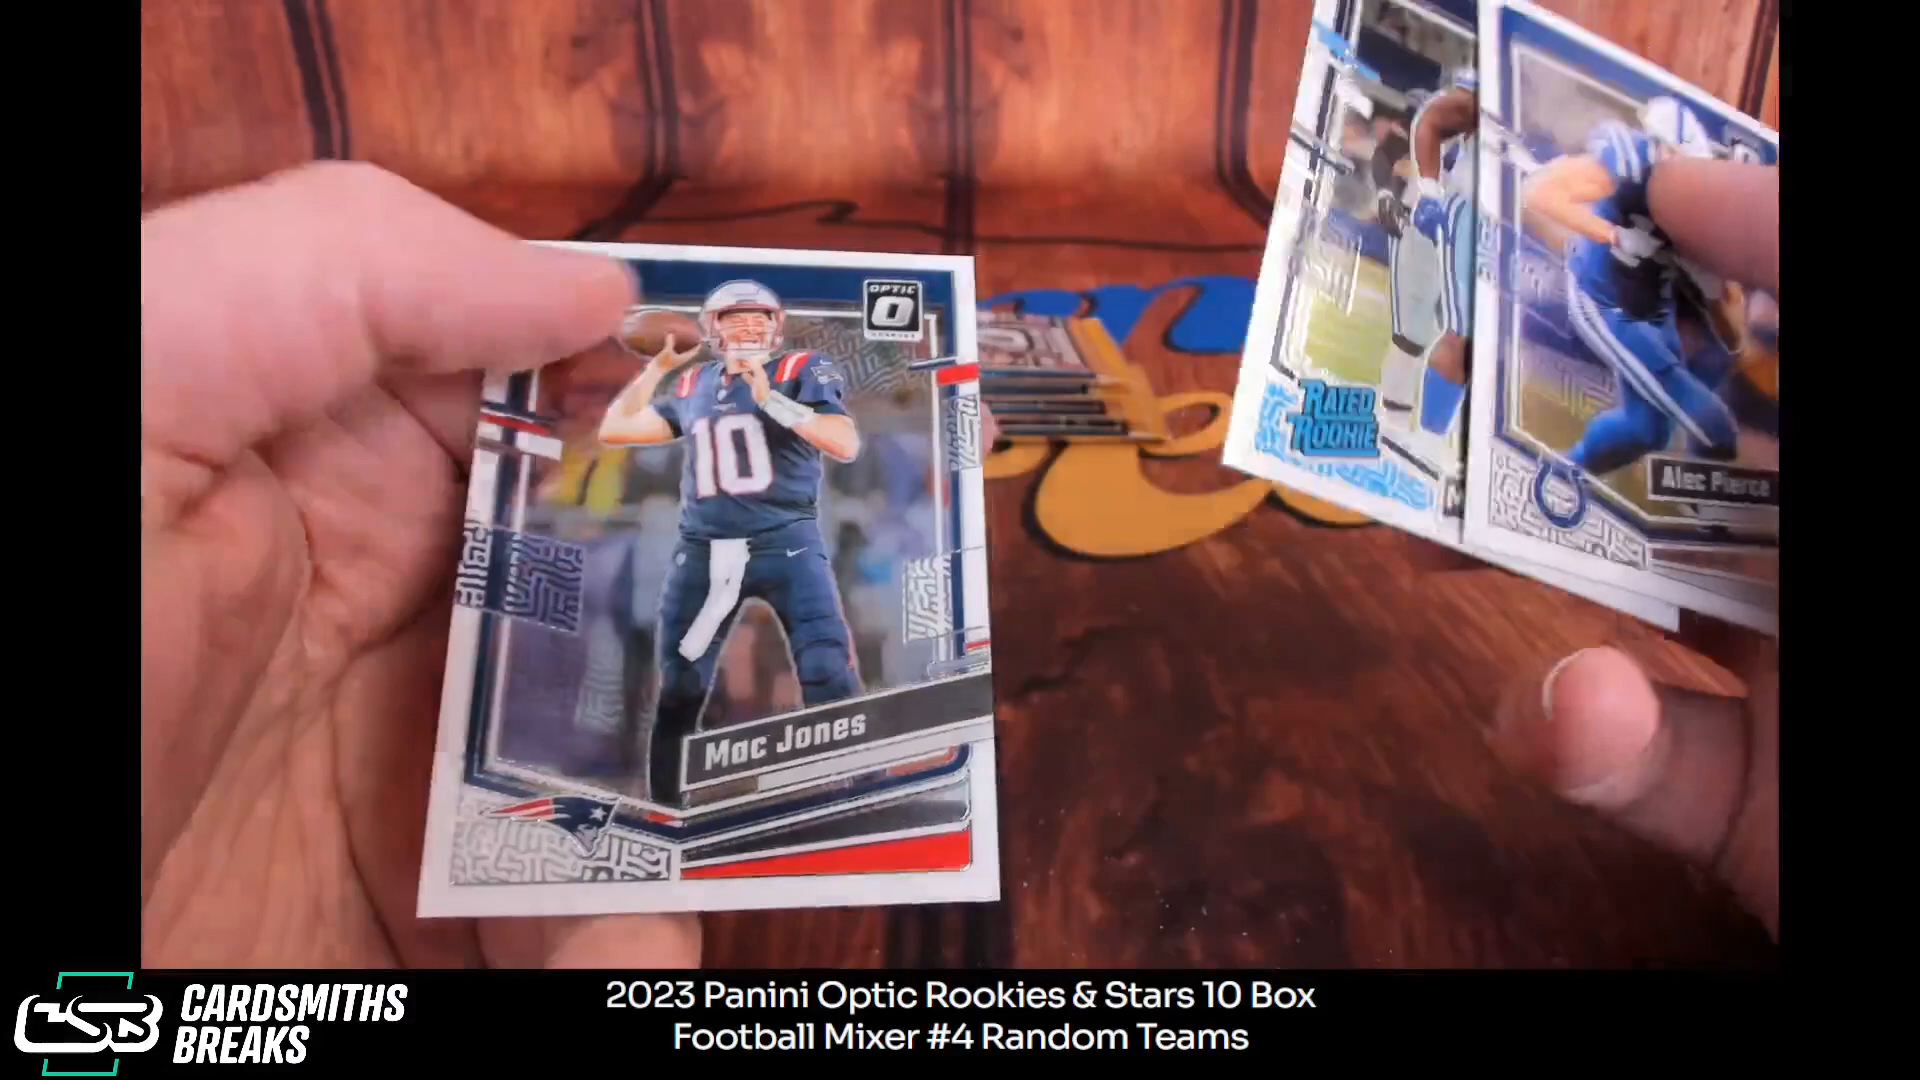 OPTIC
10
Mac Jones
RATED
ROOKIE
Alec Pierce
CSB
CARDSMITHS
BREAKS
2023 Panini Optic Rookies & Stars 10 Box
Football Mixer #4 Random Teams